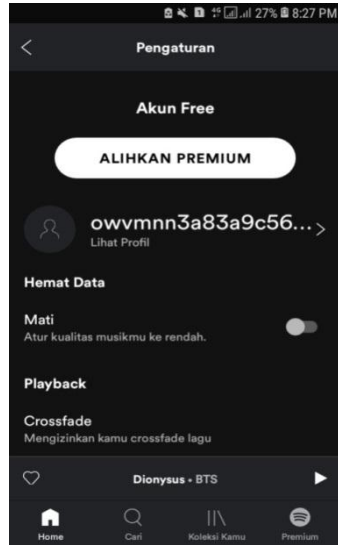 27% 8:27 PM
Pengaturan
Akun Free
ALIHKAN PREMIUM
owvmnn3a83a9c56...
Lihat Profil
Hemat Data
Mati
Atur kualitas musikmu ke rendah.
Playback
Crossfade
Mengizinkan kamu crossfade lagu
Dionysus • BTS
Home Cari Koleksi Kamu Premium